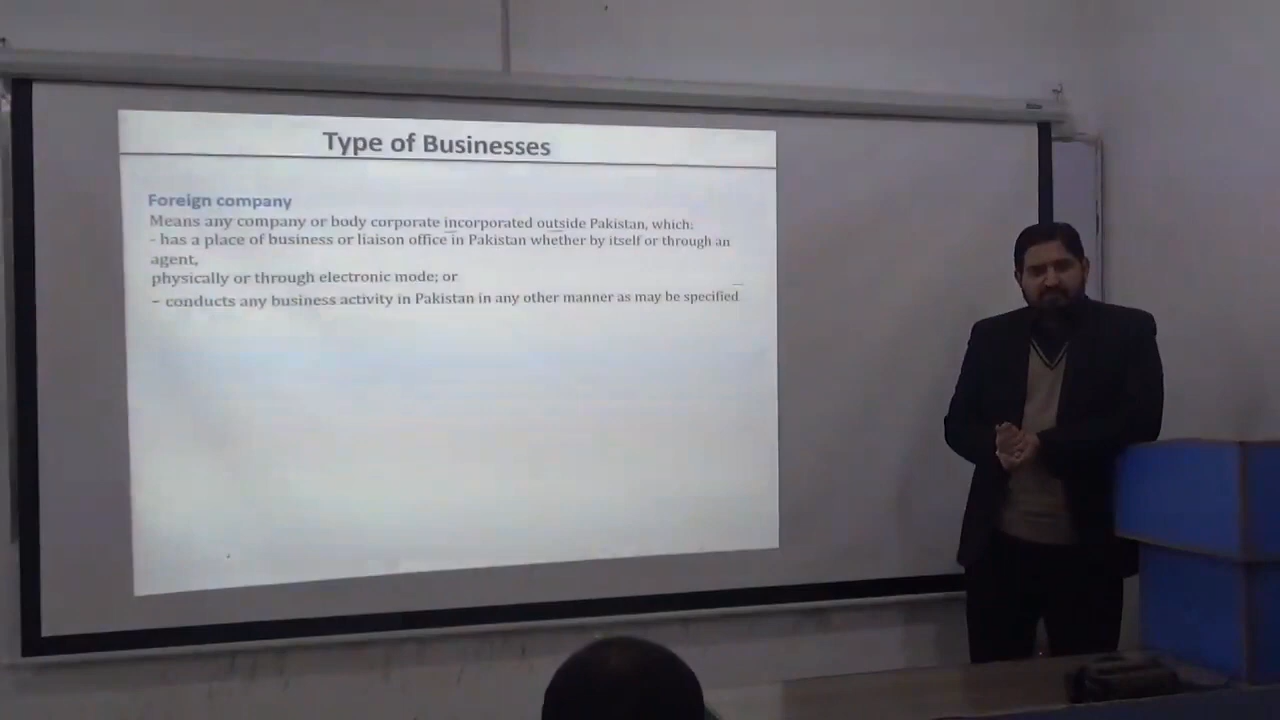 Type of Businesses
Foreign company
Means any company or body corporate incorporated outside Pakistan, which:
- has a place of business or liaison office in Pakistan whether by itself or through an
agent,
physically or through electronic mode; or
– conducts any business activity in Pakistan in any other manner as may be specified